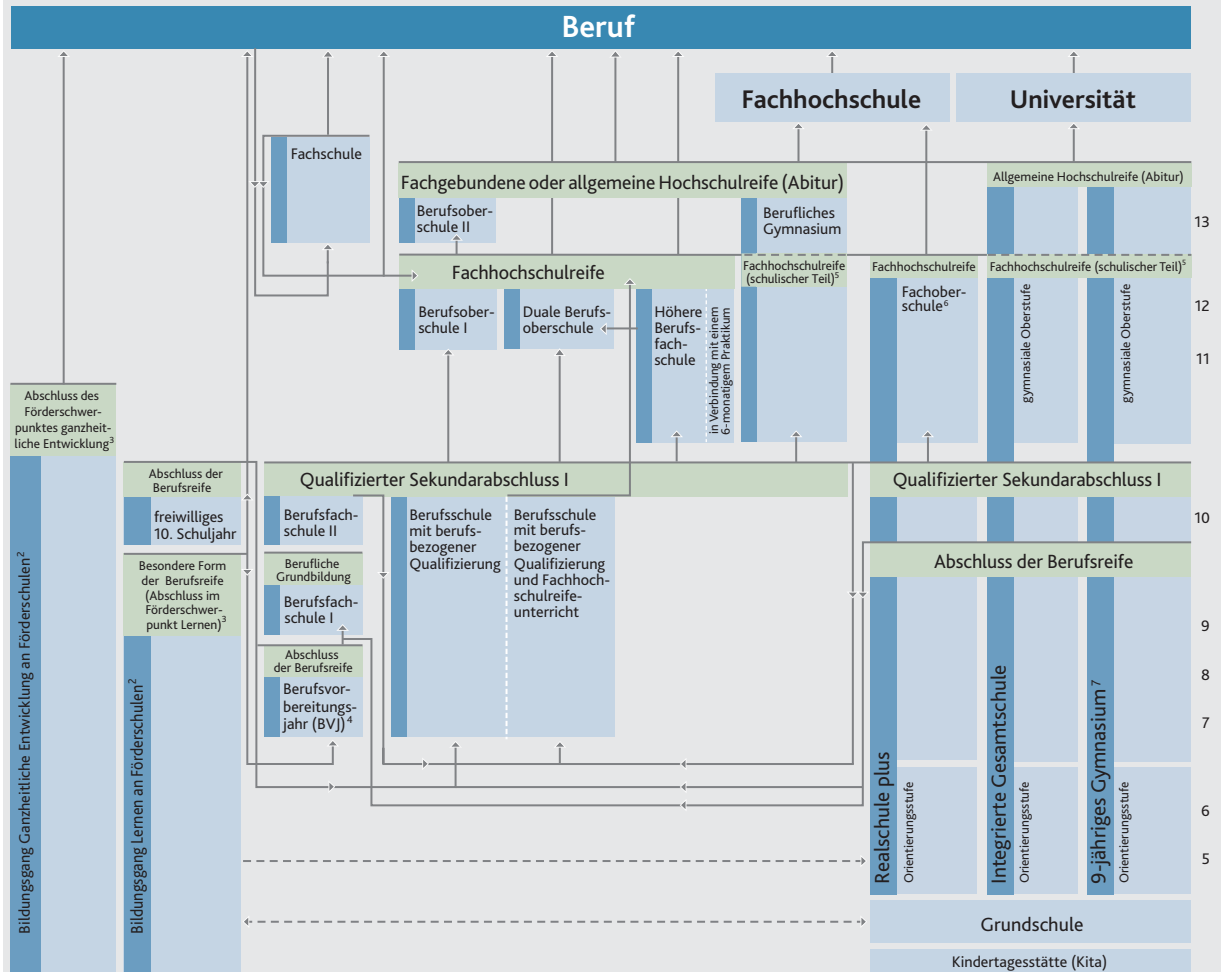 Beruf
Fachhochschule
Universität
Fachschule
Fachgebundene oder allgemeine Hochschulreife (Abitur)
Allgemeine Hochschulreife (Abitur)
Berufsober-
schule II
Berufliches
Gymnasium
13
Fachhochschulreife
Fachhochschulreife
(schulischer Teil)⁵
Fachhochschulreife
Fachhochschulreife (schulischer Teil)⁵
Berufsober-
schule I
Duale Berufs-
oberschule
Höhere
Berufs-
fach-
schule
in Verbindung mit einem
6-monatigem Praktikum
Fachober-
schule⁶
gymnasiale Oberstufe
gymnasiale Oberstufe
12
11
Abschluss des
Förderschwer-
punktes ganzheit-
liche Entwicklung³
Bildungsgang Ganzheitliche Entwicklung an Förderschulen²
Abschluss der
Berufsreife
freiwilliges
10. Schuljahr
Besondere Form
der Berufsreife
(Abschluss im
Förderschwer-
punkt Lernen)³
Bildungsgang Lernen an Förderschulen²
Qualifizierter Sekundarabschluss I
Berufsfach-
schule II
Berufliche
Grundbildung
Berufsfach-
schule I
Abschluss
der Berufsreife
Berufsvor-
bereitungs-
jahr (BVJ)⁴
Berufsschule
mit berufs-
bezogener
Qualifizierung
Berufsschule
mit berufs-
bezogener
Qualifizierung
und Fachhoch-
schulreife-
unterricht
Qualifizierter Sekundarabschluss I
10
Abschluss der Berufsreife
9
8
7
6
5
Realschule plus
Orientierungsstufe
Integrierte Gesamtschule
Orientierungsstufe
9-jähriges Gymnasium⁷
Orientierungsstufe
Grundschule
Kindertagesstätte (Kita)